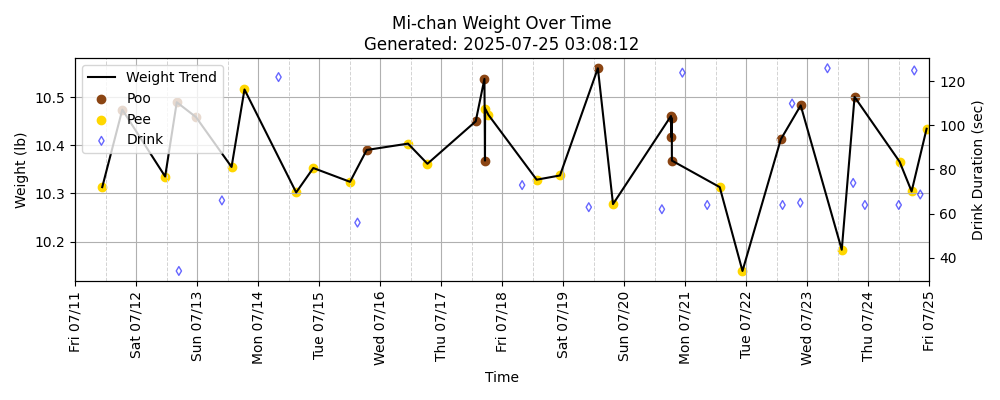 Mi-chan Weight Over Time
Generated: 2025-07-25 03:08:12
Weight Trend
Poo
Pee
Drink
Weight (lb)
10.5
10.4
10.3
10.2
Drink Duration (sec)
120
100
80
60
40
Fri 07/11
Sat 07/12
Sun 07/13
Mon 07/14
Tue 07/15
Wed 07/16
Thu 07/17
Fri 07/18
Sat 07/19
Sun 07/20
Mon 07/21
Tue 07/22
Wed 07/23
Thu 07/24
Fri 07/25
Time